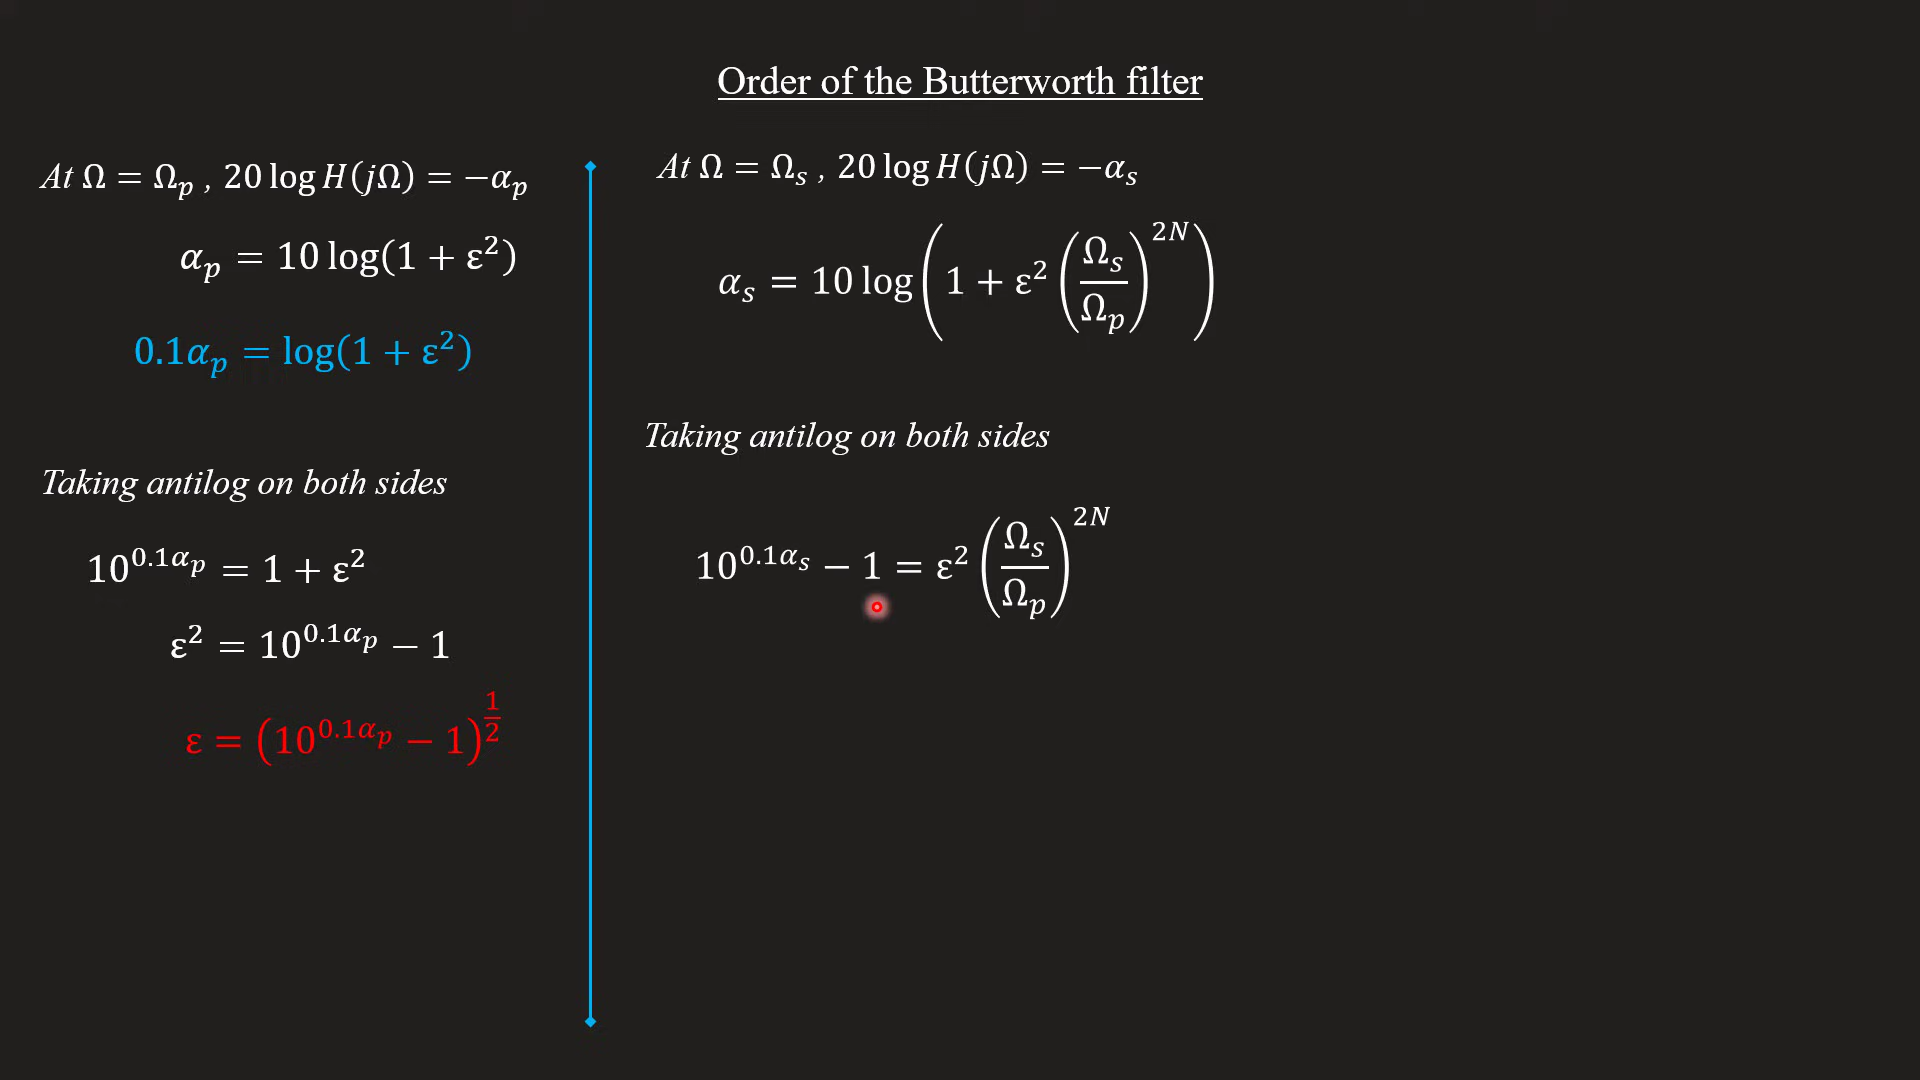 Order of the Butterworth filter
At Ω = Ωₚ , 20 log H(jΩ) = −αₚ
αₚ = 10 log(1 + ε²)
0.1αₚ = log(1 + ε²)
Taking antilog on both sides
10^(0.1αₚ) = 1 + ε²
ε² = 10^(0.1αₚ) − 1
ε = (10^(0.1αₚ) − 1)^(1/2)
At Ω = Ωₛ , 20 log H(jΩ) = −αₛ
αₛ = 10 log(1 + ε² (Ωₛ/Ωₚ)^(2N))
Taking antilog on both sides
10^(0.1αₛ) − 1 = ε² (Ωₛ/Ωₚ)^(2N)